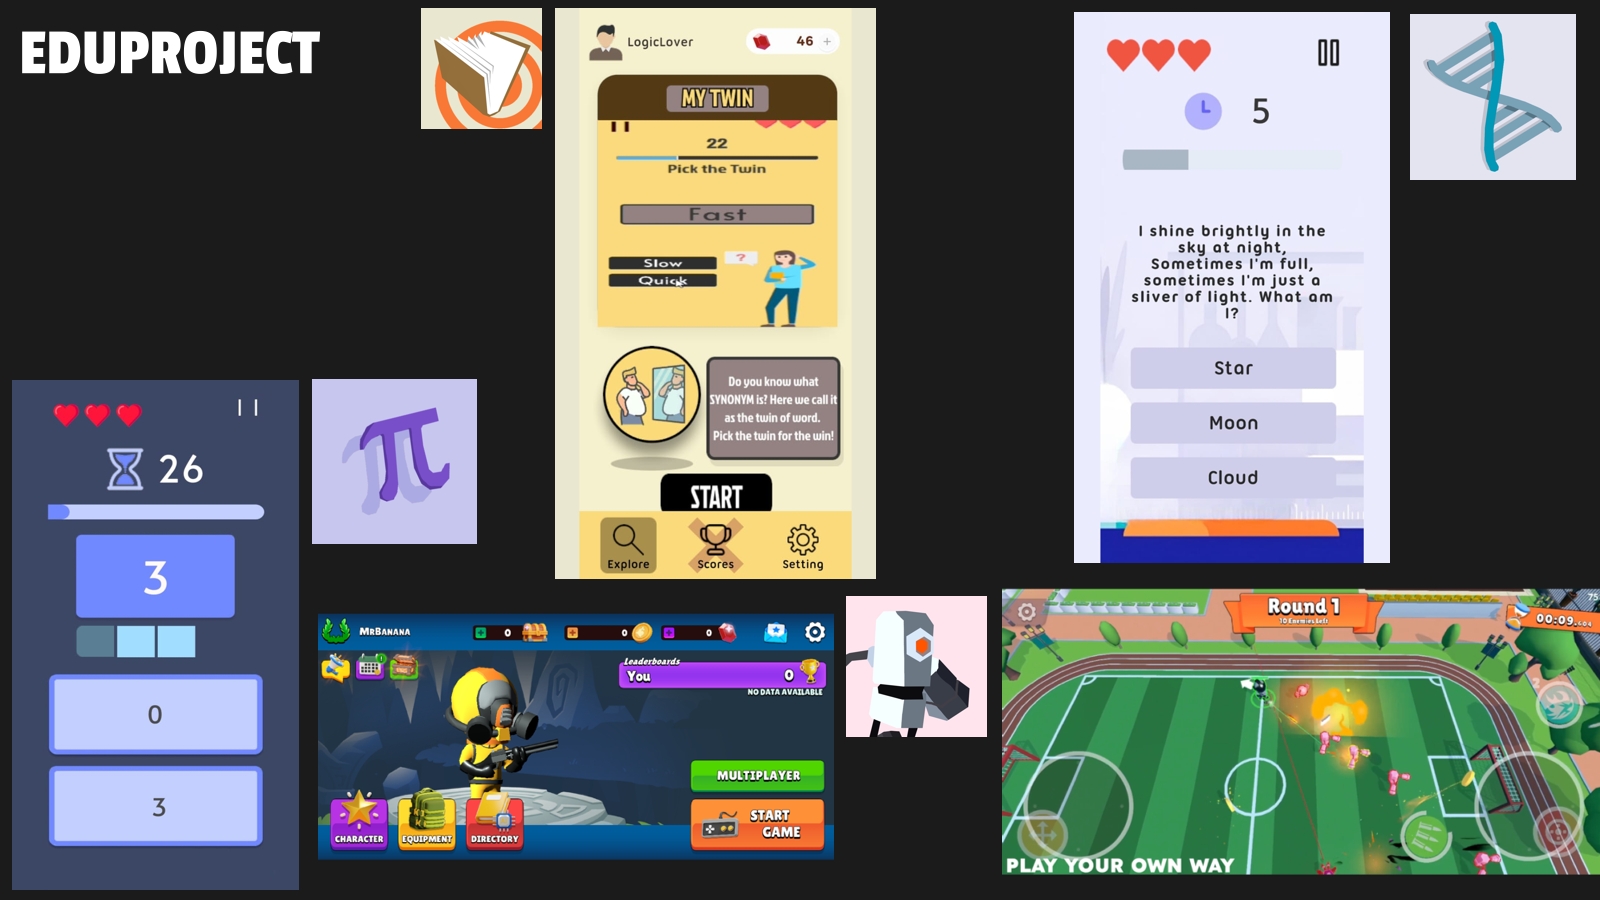 EDUPROJECT
LogicLover
46 +
MY TWIN
22
Pick the Twin
Fast
?
Slow
Quick
Do you know what
SYNONYM is? Here we call it
as the twin of word.
Pick the twin for the win!
START
Explore
Scores
Setting
5
I shine brightly in the
sky at night,
Sometimes I'm full,
sometimes I'm just a
sliver of light. What am
I?
Star
Moon
Cloud
26
3
0
3
π
MRBANANA
0
0
0
Leaderboards
You
0
NO DATA AVAILABLE
MULTIPLAYER
START
GAME
CHARACTER
EQUIPMENT
DIRECTORY
Round 1
10 Enemies Left
75
00:09.604
PLAY YOUR OWN WAY